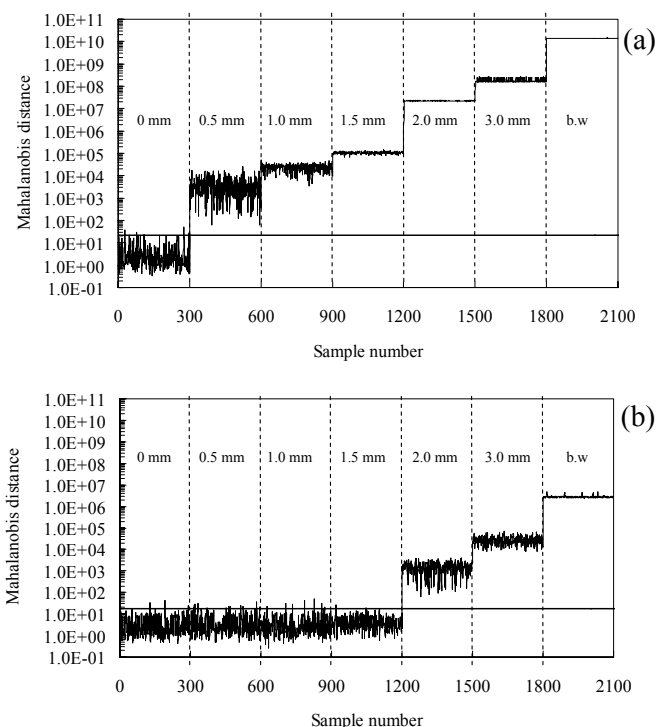 (a)
Mahalanobis distance
1.0E+11
1.0E+10
1.0E+09
1.0E+08
1.0E+07
1.0E+06
1.0E+05
1.0E+04
1.0E+03
1.0E+02
1.0E+01
1.0E+00
1.0E-01
0 mm 0.5 mm 1.0 mm 1.5 mm 2.0 mm 3.0 mm b.w
0 300 600 900 1200 1500 1800 2100
Sample number
(b)
Mahalanobis distance
1.0E+11
1.0E+10
1.0E+09
1.0E+08
1.0E+07
1.0E+06
1.0E+05
1.0E+04
1.0E+03
1.0E+02
1.0E+01
1.0E+00
1.0E-01
0 mm 0.5 mm 1.0 mm 1.5 mm 2.0 mm 3.0 mm b.w
0 300 600 900 1200 1500 1800 2100
Sample number